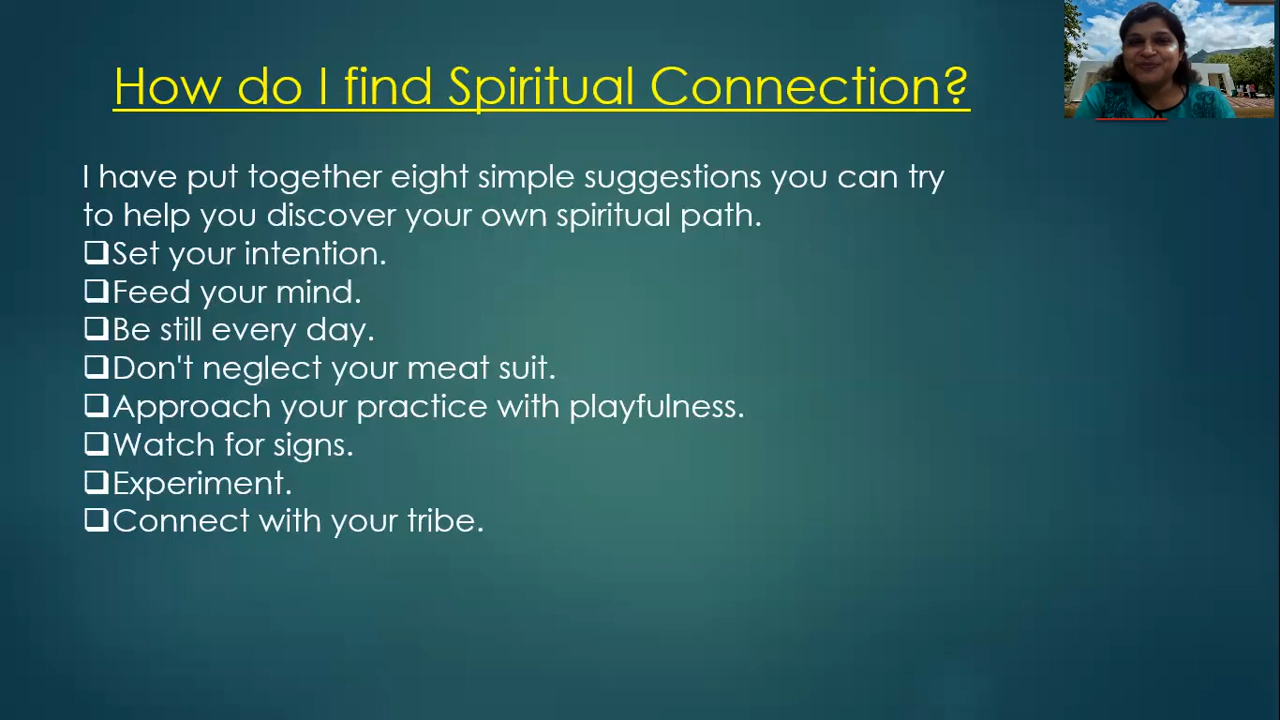 How do I find Spiritual Connection?
I have put together eight simple suggestions you can try
to help you discover your own spiritual path.
❑Set your intention.
❑Feed your mind.
❑Be still every day.
❑Don't neglect your meat suit.
❑Approach your practice with playfulness.
❑Watch for signs.
❑Experiment.
❑Connect with your tribe.